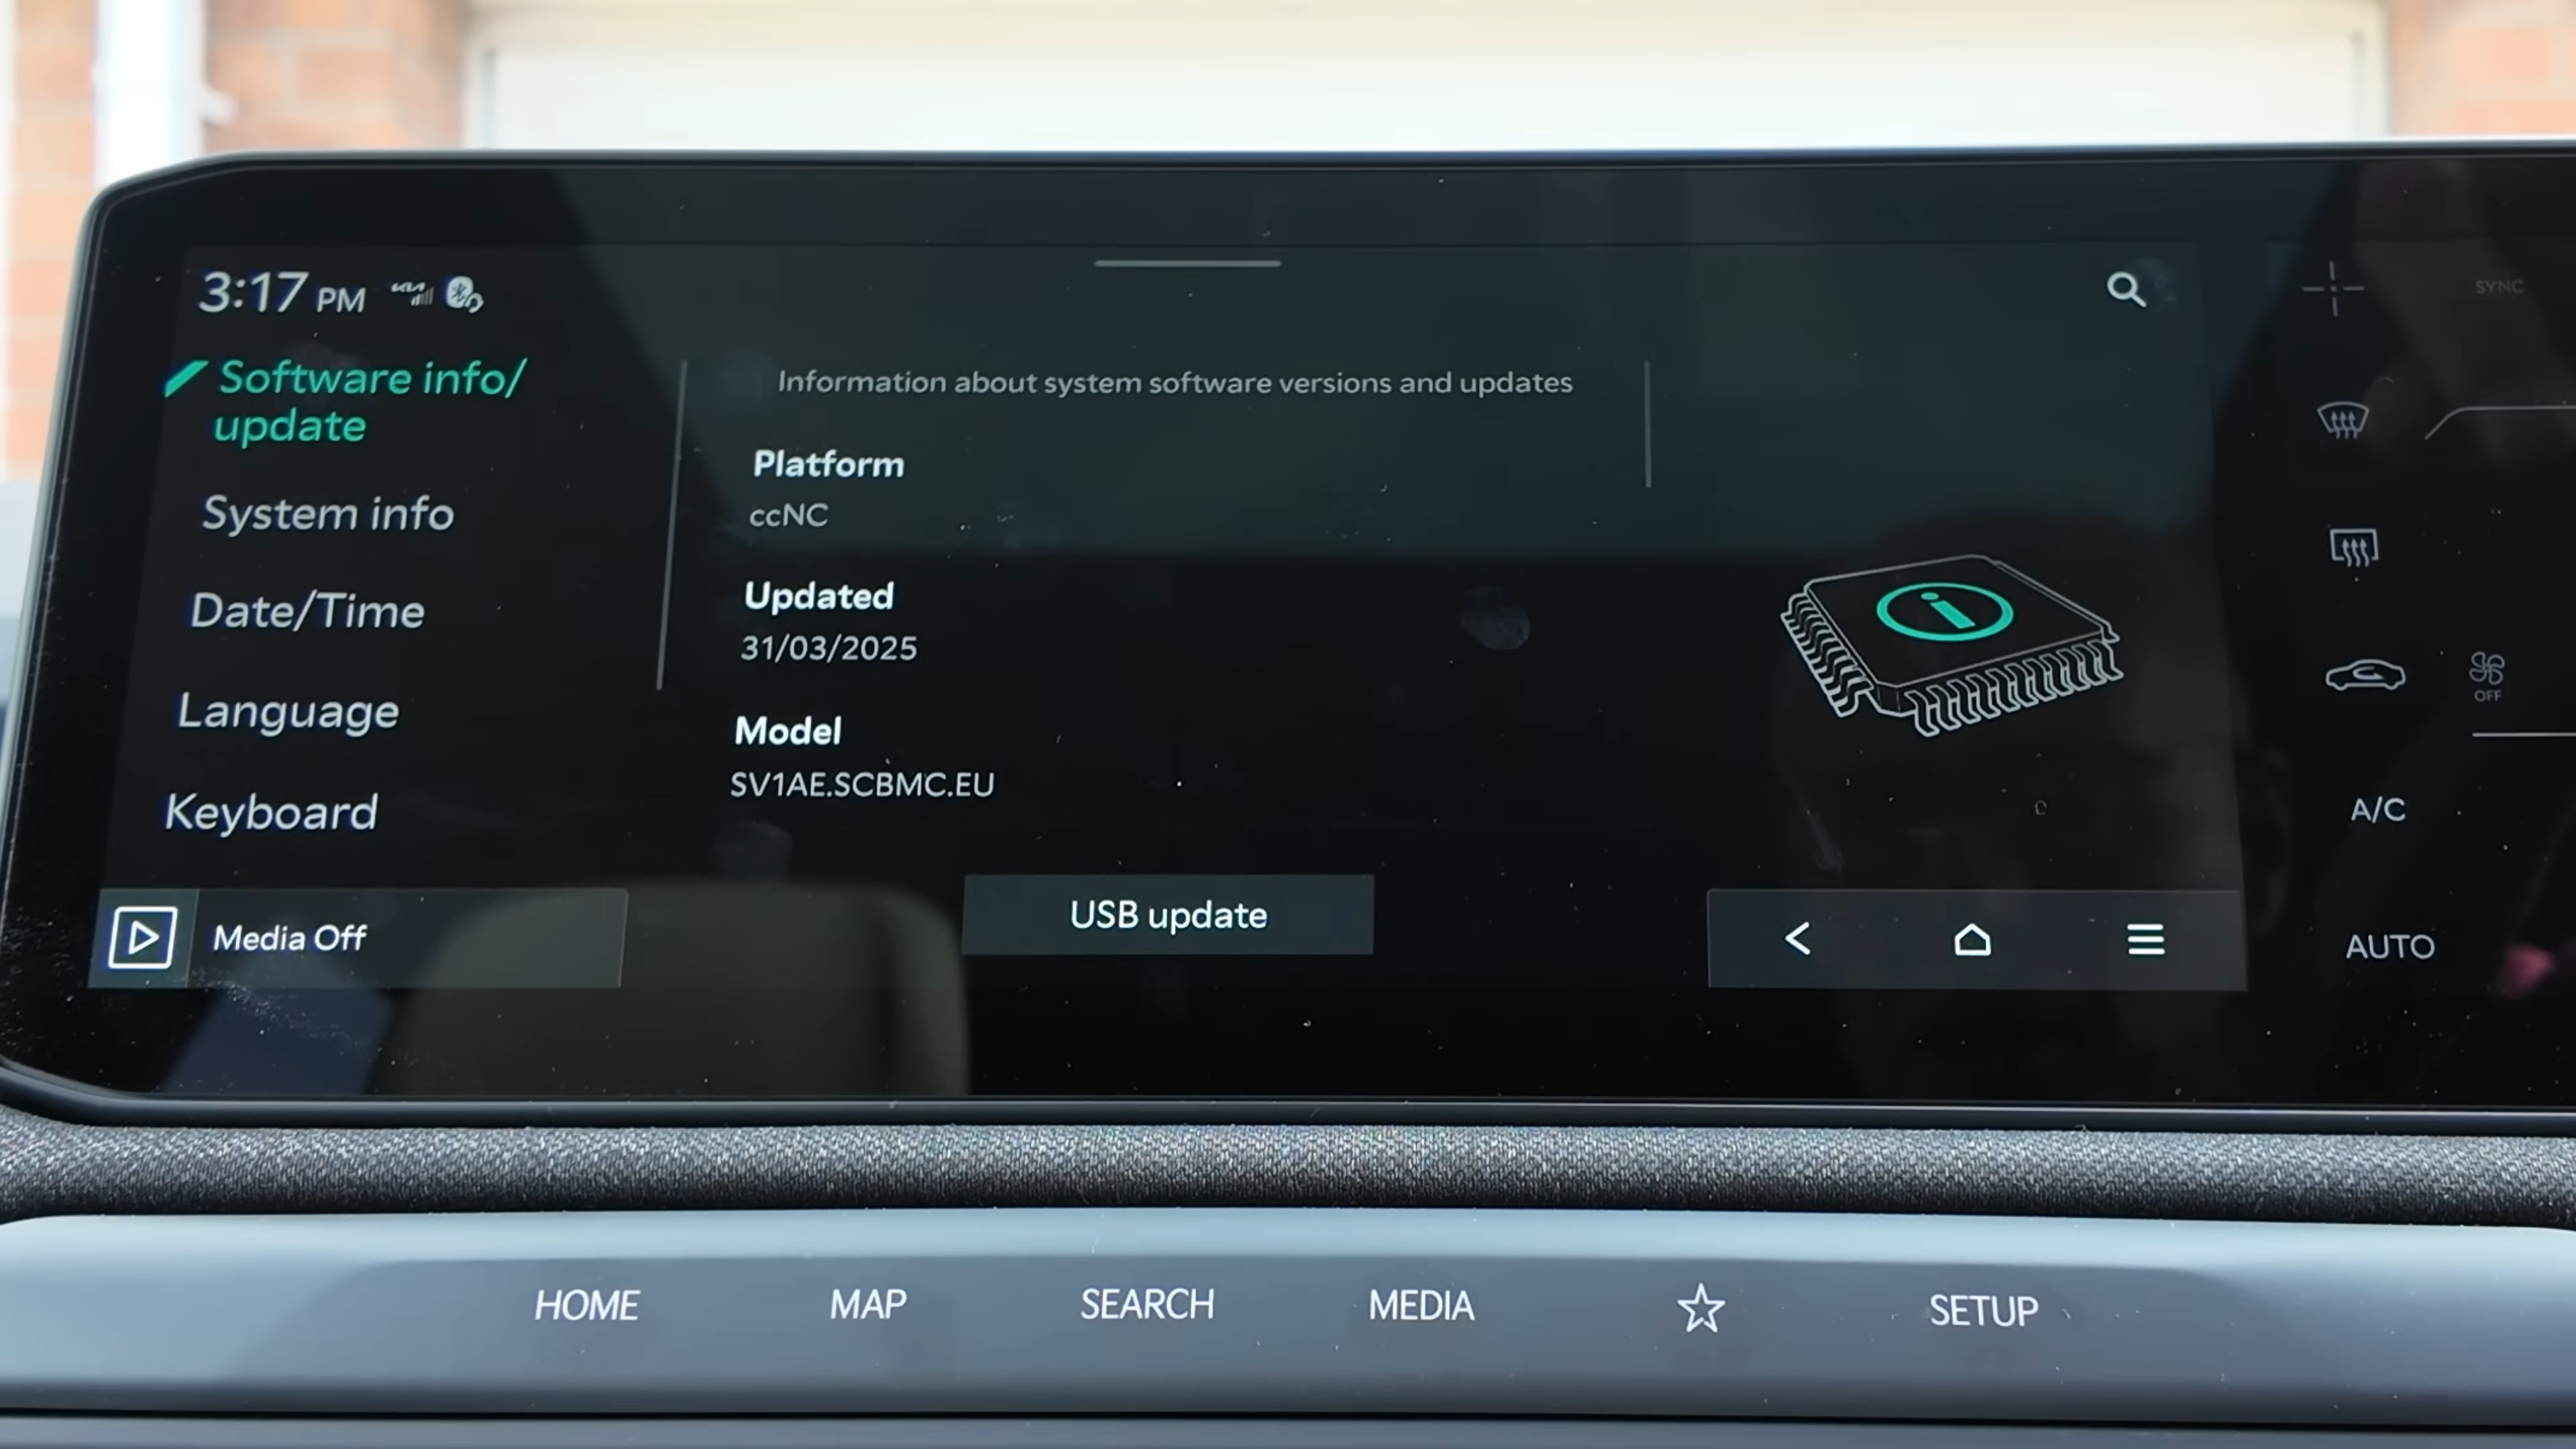 3:17 PM KIA
SYNC
Software info/
update
Information about system software versions and updates
Platform
ccNC
System info
Updated
31/03/2025
Date/Time
OFF
Model
SV1AE.SCBMC.EU
Language
Keyboard
A/C
Media Off
USB update
AUTO
HOME MAP SEARCH MEDIA SETUP